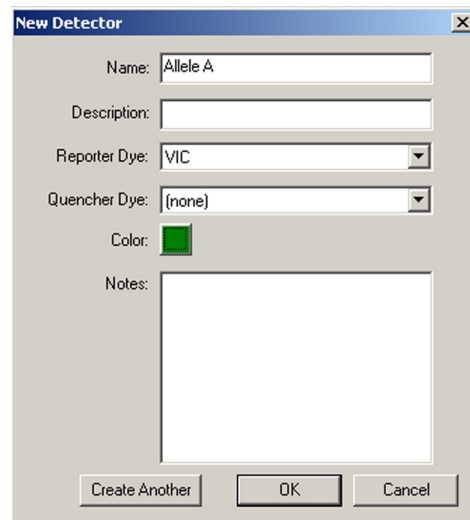 New Detector
Name: Allele A
Description:
Reporter Dye: VIC
Quencher Dye: (none)
Color:
Notes:
Create Another OK Cancel